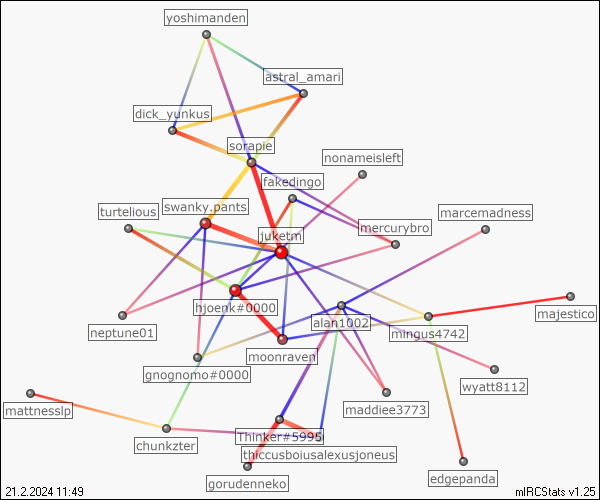 yoshimanden
astral_amari
dick_yunkus
sorapie
nonameisleft
fakedingo
turtelious
swanky.pants
marcemadness
juketm
mercurybro
hjoenk#0000
majestico
neptune01
alan1002
mingus4742
moonraven
gnognomo#0000
wyatt8112
mattnesslp
maddiee3773
Thinker#5995
chunkzter
thiccusboiusalexusjoneus
gorudenneko
edgepanda
21.2.2024 11:49
mIRCStats v1.25